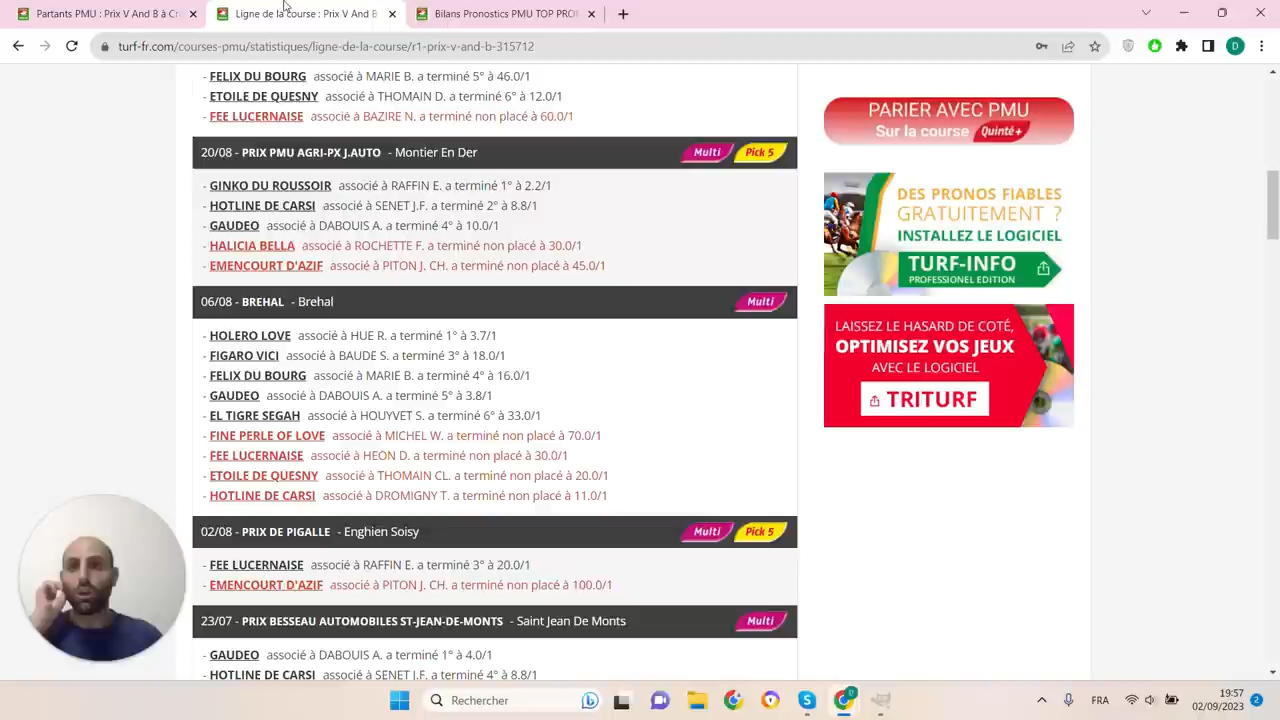 Partants : Prix V And B à Cr
Ligne de la course : Prix V and B
Bilans Pronostics PMU TOP PROI
turf-fr.com/courses-pmu/statistiques/ligne-de-la-course/r1-prix-v-and-b-315712
D
- FELIX DU BOURG associé à MARIE B. a terminé 5° à 46.0/1
- ETOILE DE QUESNY associé à THOMAIN D. a terminé 6° à 12.0/1
- FEE LUCERNAISE associé à BAZIRE N. a terminé non placé à 60.0/1
20/08 - PRIX PMU AGRI-PX J.AUTO - Montier En Der Multi Pick 5
- GINKO DU ROUSSOIR associé à RAFFIN E. a terminé 1° à 2.2/1
- HOTLINE DE CARSI associé à SENET J.F. a terminé 2° à 8.8/1
- GAUDEO associé à DABOUIS A. a terminé 4° à 10.0/1
- HALICIA BELLA associé à ROCHETTE F. a terminé non placé à 30.0/1
- EMENCOURT D'AZIF associé à PITON J. CH. a terminé non placé à 45.0/1
06/08 - BREHAL - Brehal Multi
- HOLERO LOVE associé à HUE R. a terminé 1° à 3.7/1
- FIGARO VICI associé à BAUDE S. a terminé 3° à 18.0/1
- FELIX DU BOURG associé à MARIE B. a terminé 4° à 16.0/1
- GAUDEO associé à DABOUIS A. a terminé 5° à 3.8/1
- EL TIGRE SEGAH associé à HOUYVET S. a terminé 6° à 33.0/1
- FINE PERLE OF LOVE associé à MICHEL W. a terminé non placé à 70.0/1
- FEE LUCERNAISE associé à HEON D. a terminé non placé à 30.0/1
- ETOILE DE QUESNY associé à THOMAIN CL. a terminé non placé à 20.0/1
- HOTLINE DE CARSI associé à DROMIGNY T. a terminé non placé à 11.0/1
02/08 - PRIX DE PIGALLE - Enghien Soisy Multi Pick 5
- FEE LUCERNAISE associé à RAFFIN E. a terminé 3° à 20.0/1
- EMENCOURT D'AZIF associé à PITON J. CH. a terminé non placé à 100.0/1
23/07 - PRIX BESSEAU AUTOMOBILES ST-JEAN-DE-MONTS - Saint Jean De Monts Multi
- GAUDEO associé à DABOUIS A. a terminé 1° à 4.0/1
- HOTLINE DE CARSI associé à SENET J.F. a terminé 4° à 8.8/1
PARIER AVEC PMU
Sur la course Quinté+
DES PRONOS FIABLES
GRATUITEMENT ?
INSTALLEZ LE LOGICIEL
TURF-INFO
PROFESSIONEL EDITION
LAISSEZ LE HASARD DE COTÉ,
OPTIMISEZ VOS JEUX
AVEC LE LOGICIEL
TRITURF
Rechercher
FRA
19:57
02/09/2023
2